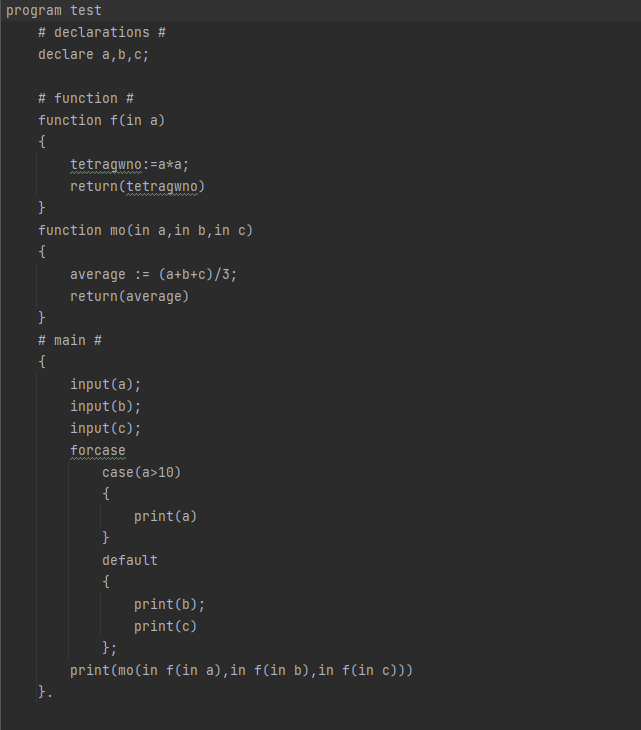 program test
# declarations #
declare a,b,c;
# function #
function f(in a)
{
tetragwno:=a*a;
return(tetragwno)
}
function mo(in a,in b,in c)
{
average := (a+b+c)/3;
return(average)
}
# main #
{
input(a);
input(b);
input(c);
forcase
case(a>10)
{
print(a)
}
default
{
print(b);
print(c)
};
print(mo(in f(in a),in f(in b),in f(in c)))
}.